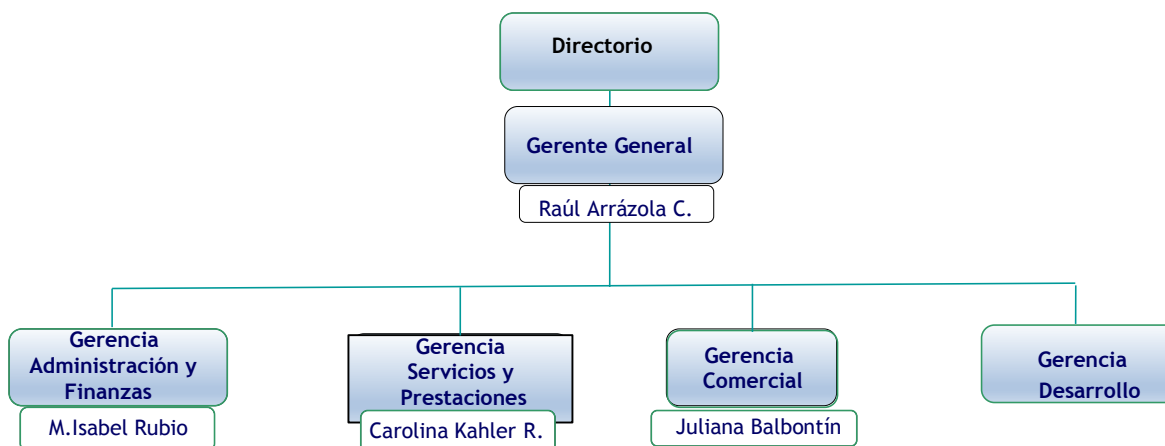 Directorio
Gerente General
Raúl Arrázola C.
Gerencia
Administración y
Finanzas
M.Isabel Rubio
Gerencia
Servicios y
Prestaciones
Carolina Kahler R.
Gerencia
Comercial
Juliana Balbontín
Gerencia
Desarrollo